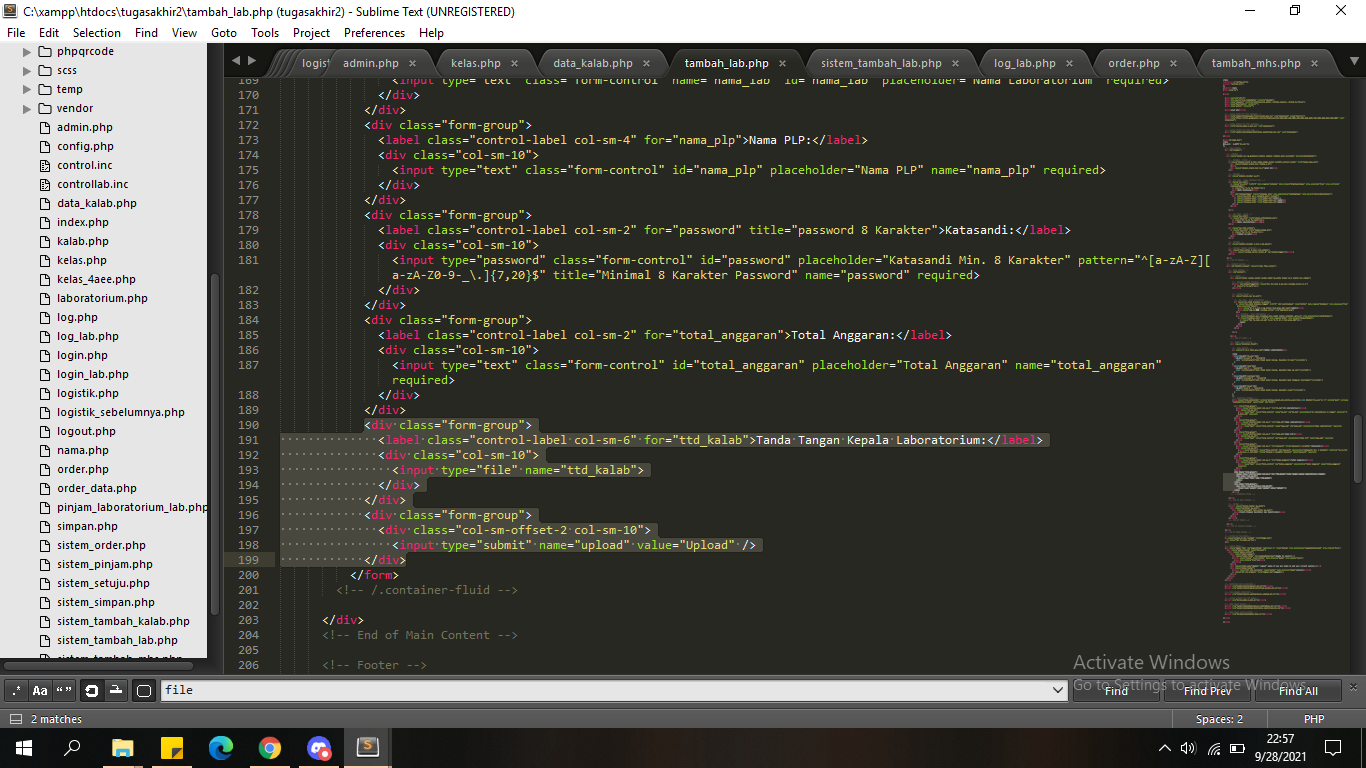 C:\xampp\htdocs\tugasakhir2\tambah_lab.php (tugasakhir2) - Sublime Text (UNREGISTERED)
File Edit Selection Find View Goto Tools Project Preferences Help
phpqrcode
scss
temp
vendor
admin.php
config.php
control.inc
controllab.inc
data_kalab.php
index.php
kalab.php
kelas.php
kelas_4aee.php
laboratorium.php
log.php
log_lab.php
login.php
login_lab.php
logistik.php
logistik_sebelumnya.php
logout.php
nama.php
order.php
order_data.php
pinjam_laboratorium_lab.php
simpan.php
sistem_order.php
sistem_pinjam.php
sistem_setuju.php
sistem_simpan.php
sistem_tambah_kalab.php
sistem_tambah_lab.php
sistem_tambah_mhs.php
logist admin.php × kelas.php × data_kalab.php × tambah_lab.php × sistem_tambah_lab.php × log_lab.php × order.php × tambah_mhs.php ×
169 <input type="text" class="form-control" name="nama_lab" id="nama_lab" placeholder="Nama Laboratorium" required>
170 </div>
171 </div>
172 <div class="form-group">
173 <label class="control-label col-sm-4" for="nama_plp">Nama PLP:</label>
174 <div class="col-sm-10">
175 <input type="text" class="form-control" id="nama_plp" placeholder="Nama PLP" name="nama_plp" required>
176 </div>
177 </div>
178 <div class="form-group">
179 <label class="control-label col-sm-2" for="password" title="password 8 Karakter">Katasandi:</label>
180 <div class="col-sm-10">
181 <input type="password" class="form-control" id="password" placeholder="Katasandi Min. 8 Karakter" pattern="^[a-zA-Z][
a-zA-Z0-9-_\.]{7,20}$" title="Minimal 8 Karakter Password" name="password" required>
182 </div>
183 </div>
184 <div class="form-group">
185 <label class="control-label col-sm-2" for="total_anggaran">Total Anggaran:</label>
186 <div class="col-sm-10">
187 <input type="text" class="form-control" id="total_anggaran" placeholder="Total Anggaran" name="total_anggaran"
required>
188 </div>
189 </div>
190 <div class="form-group">
191 <label class="control-label col-sm-6" for="ttd_kalab">Tanda Tangan Kepala Laboratorium:</label>
192 <div class="col-sm-10">
193 <input type="file" name="ttd_kalab">
194 </div>
195 </div>
196 <div class="form-group">
197 <div class="col-sm-offset-2 col-sm-10">
198 <input type="submit" name="upload" value="Upload" />
199 </div>
200 </form>
201 <!-- /.container-fluid -->
202
203 </div>
204 <!-- End of Main Content -->
205
206 <!-- Footer -->
Activate Windows
Go to Settings to activate Windows.
.* Aa “” file Find Find Prev Find All ×
2 matches Spaces: 2 PHP
22:57
9/28/2021